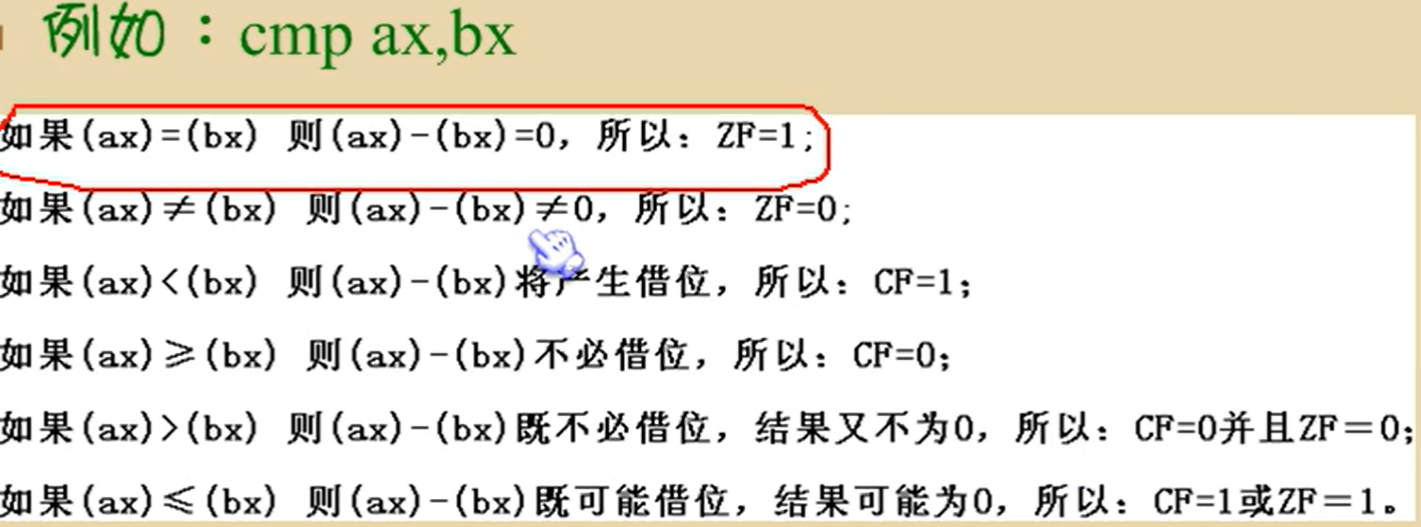 例如：cmp ax,bx
如果(ax)=(bx) 则(ax)-(bx)=0，所以：ZF=1;
如果(ax)≠(bx) 则(ax)-(bx)≠0，所以：ZF=0;
如果(ax)<(bx) 则(ax)-(bx)将产生借位，所以：CF=1；
如果(ax)≥(bx) 则(ax)-(bx)不必借位，所以：CF=0；
如果(ax)>(bx) 则(ax)-(bx)既不必借位，结果又不为0，所以：CF=0并且ZF＝0；
如果(ax)≤(bx) 则(ax)-(bx)既可能借位，结果可能为0，所以：CF=1或ZF＝1。